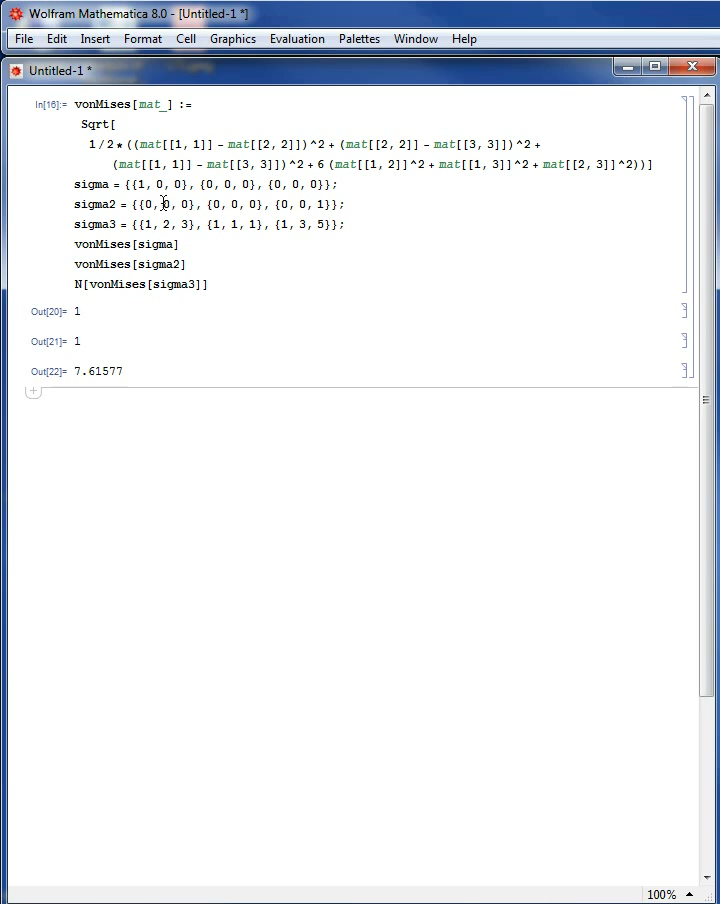 Wolfram Mathematica 8.0 - [Untitled-1 *]
File Edit Insert Format Cell Graphics Evaluation Palettes Window Help
Untitled-1 *
In[16]:= vonMises[mat_] :=
Sqrt[
1/2* ((mat[[1, 1]] - mat[[2, 2]])^2 + (mat[[2, 2]] - mat[[3, 3]])^2 +
(mat[[1, 1]] - mat[[3, 3]])^2 + 6 (mat[[1, 2]]^2 + mat[[1, 3]]^2 + mat[[2, 3]]^2))]
sigma = {{1, 0, 0}, {0, 0, 0}, {0, 0, 0}};
sigma2 = {{0, 0, 0}, {0, 0, 0}, {0, 0, 1}};
sigma3 = {{1, 2, 3}, {1, 1, 1}, {1, 3, 5}};
vonMises[sigma]
vonMises[sigma2]
N[vonMises[sigma3]]
Out[20]= 1
Out[21]= 1
Out[22]= 7.61577
100%